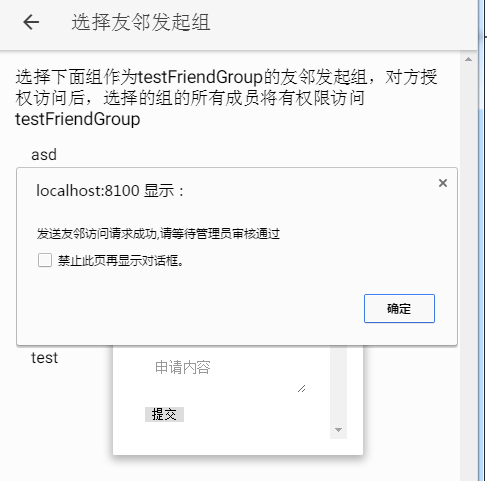 选择友邻发起组
选择下面组作为testFriendGroup的友邻发起组，对方授
权访问后，选择的组的所有成员将有权限访问
testFriendGroup
asd
localhost:8100 显示：
发送友邻访问请求成功,请等待管理员审核通过
禁止此页再显示对话框。
确定
test
申请内容
提交